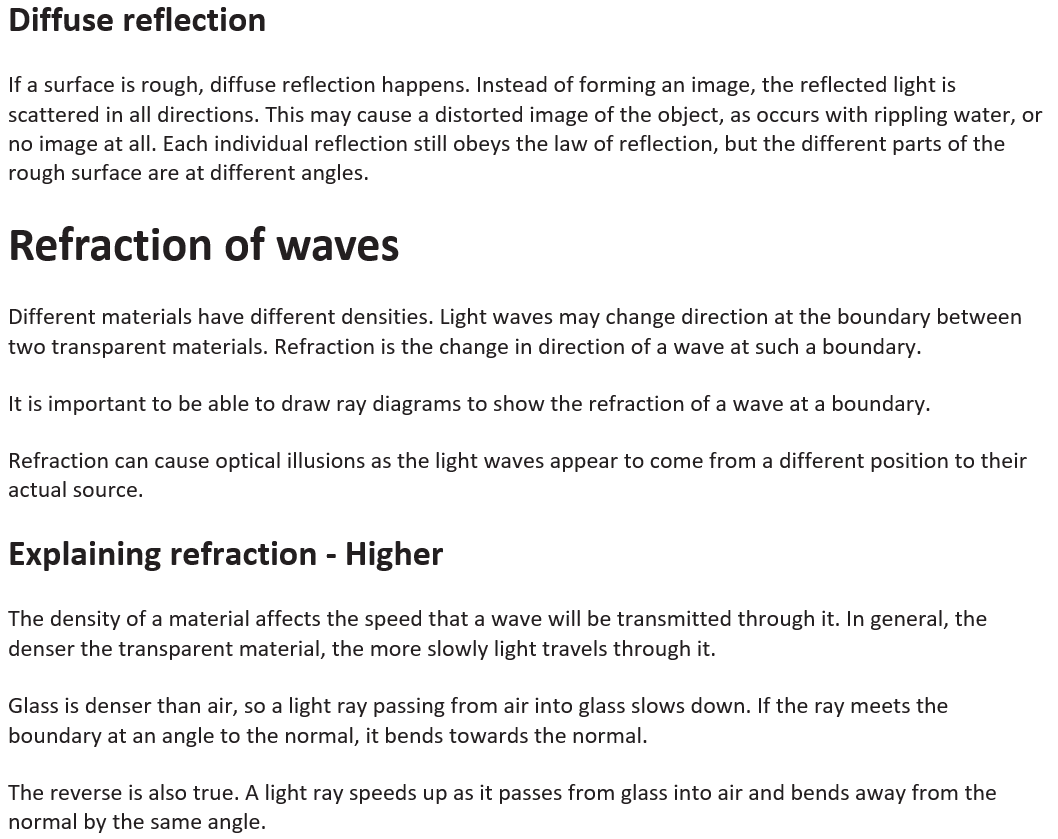 Diffuse reflection
If a surface is rough, diffuse reflection happens. Instead of forming an image, the reflected light is
scattered in all directions. This may cause a distorted image of the object, as occurs with rippling water, or
no image at all. Each individual reflection still obeys the law of reflection, but the different parts of the
rough surface are at different angles.
Refraction of waves
Different materials have different densities. Light waves may change direction at the boundary between
two transparent materials. Refraction is the change in direction of a wave at such a boundary.
It is important to be able to draw ray diagrams to show the refraction of a wave at a boundary.
Refraction can cause optical illusions as the light waves appear to come from a different position to their
actual source.
Explaining refraction - Higher
The density of a material affects the speed that a wave will be transmitted through it. In general, the
denser the transparent material, the more slowly light travels through it.
Glass is denser than air, so a light ray passing from air into glass slows down. If the ray meets the
boundary at an angle to the normal, it bends towards the normal.
The reverse is also true. A light ray speeds up as it passes from glass into air and bends away from the
normal by the same angle.